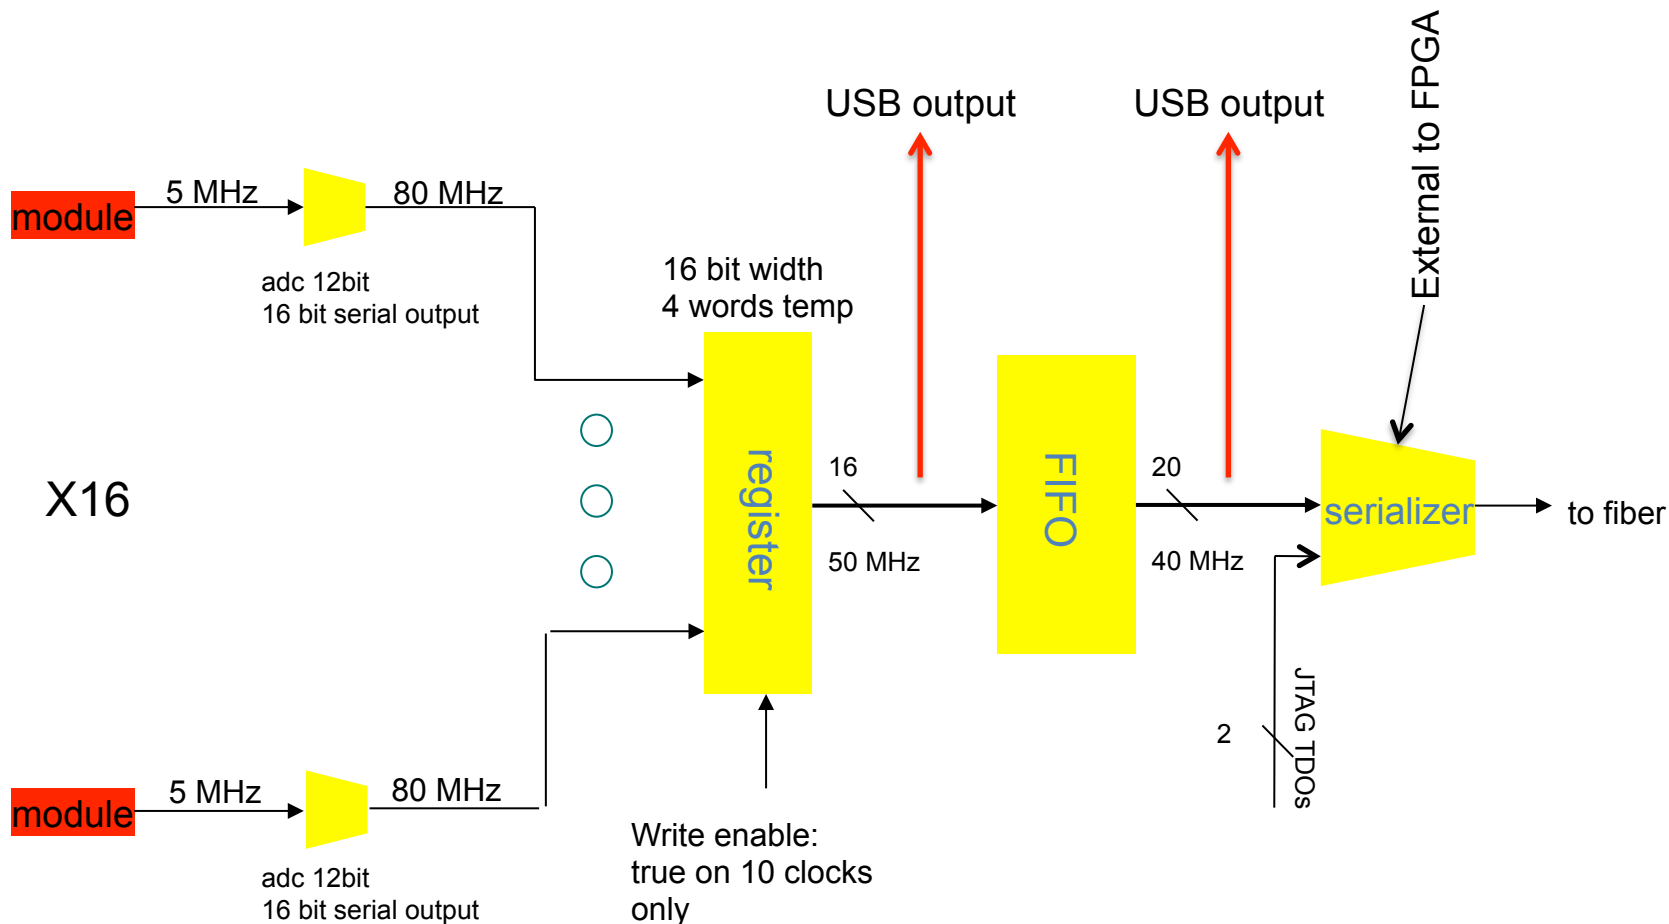 USB output
USB output
External to FPGA
module
5 MHz
80 MHz
adc 12bit
16 bit serial output
16 bit width
4 words temp
X16
register
16
50 MHz
FIFO
20
40 MHz
serializer
to fiber
2
JTAG TDOs
module
5 MHz
80 MHz
adc 12bit
16 bit serial output
Write enable:
true on 10 clocks
only